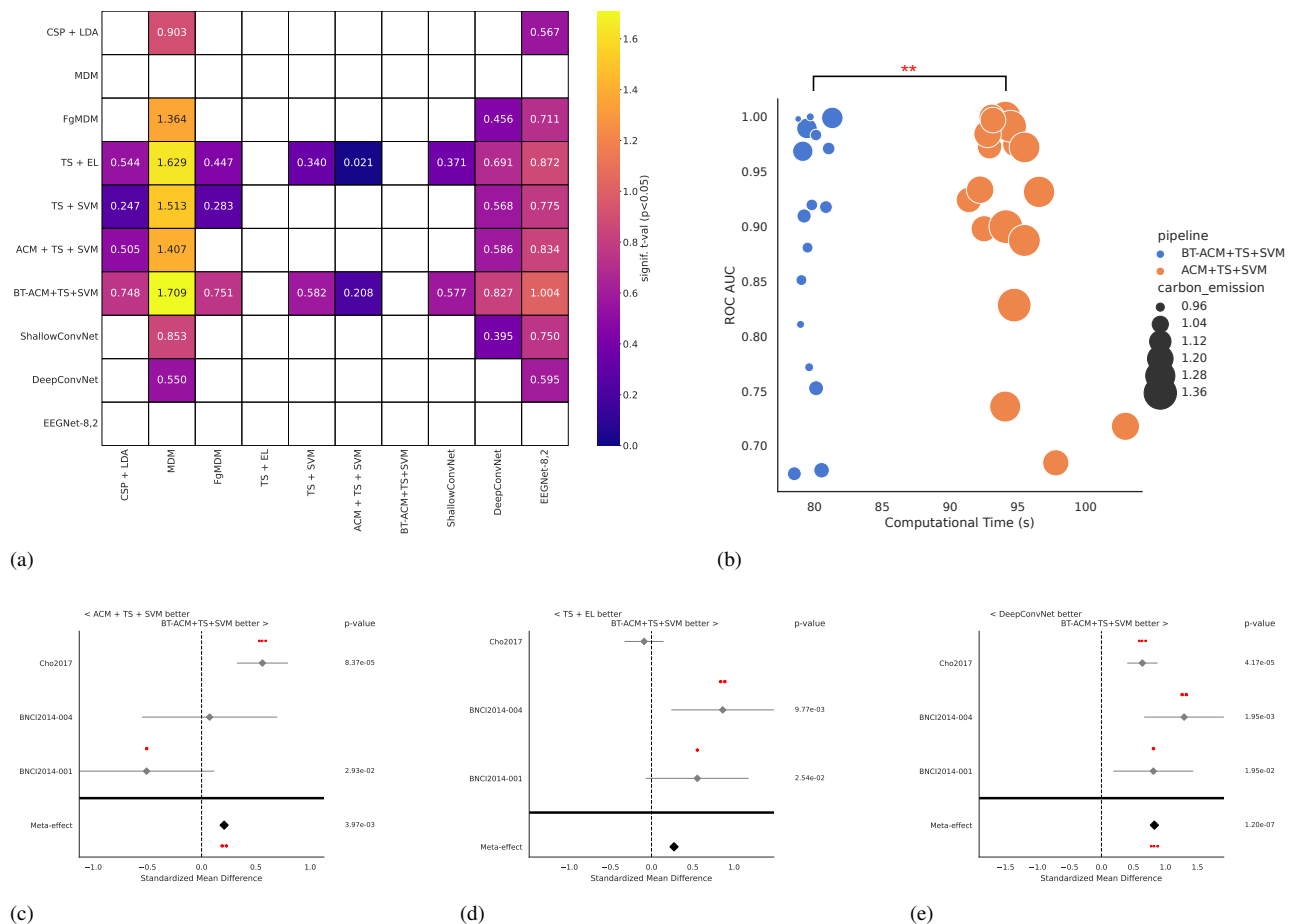 CSP + LDA 0.903 0.567
MDM
FgMDM 1.364 0.456 0.711
TS + EL 0.544 1.629 0.447 0.340 0.021 0.371 0.691 0.872
TS + SVM 0.247 1.513 0.283 0.568 0.775
ACM + TS + SVM 0.505 1.407 0.586 0.834
BT-ACM+TS+SVM 0.748 1.709 0.751 0.582 0.208 0.577 0.827 1.004
ShallowConvNet 0.853 0.395 0.750
DeepConvNet 0.550 0.595
EEGNet-8,2
CSP + LDA
MDM
FgMDM
TS + EL
TS + SVM
ACM + TS + SVM
BT-ACM+TS+SVM
ShallowConvNet
DeepConvNet
EEGNet-8,2
1.6
1.4
1.2
1.0
0.8
0.6
0.4
0.2
0.0
signif. t-val (p<0.05)
(a)
**
1.00
0.95
0.90
0.85
0.80
0.75
0.70
ROC AUC
80 85 90 95 100
Computational Time (s)
pipeline
BT-ACM+TS+SVM
ACM+TS+SVM
carbon_emission
0.96
1.04
1.12
1.20
1.28
1.36
(b)
< ACM + TS + SVM better
BT-ACM+TS+SVM better >
p-value
Cho2017 8.37e-05
BNCI2014-004
BNCI2014-001 2.93e-02
Meta-effect 3.97e-03
−1.0 −0.5 0.0 0.5 1.0
Standardized Mean Difference
(c)
< TS + EL better
BT-ACM+TS+SVM better >
p-value
Cho2017
BNCI2014-004 9.77e-03
BNCI2014-001 2.54e-02
Meta-effect
−1.0 0.0 1.0
Standardized Mean Difference
(d)
< DeepConvNet better
BT-ACM+TS+SVM better >
p-value
Cho2017 4.17e-05
BNCI2014-004 1.95e-03
BNCI2014-001 1.95e-02
Meta-effect 1.20e-07
−1.0 0.0 1.0
Standardized Mean Difference
(e)